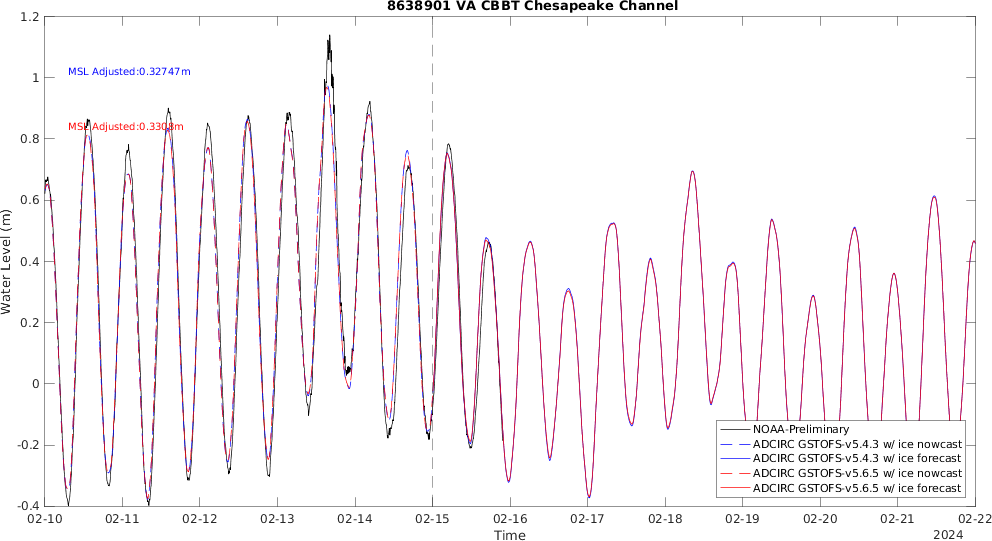 8638901 VA CBBT Chesapeake Channel
1.2
1
0.8
0.6
0.4
0.2
0
-0.2
-0.4
Water Level (m)
MSL Adjusted:0.32747m
MSL Adjusted:0.3308m
NOAA-Preliminary
ADCIRC GSTOFS-v5.4.3 w/ ice nowcast
ADCIRC GSTOFS-v5.4.3 w/ ice forecast
ADCIRC GSTOFS-v5.6.5 w/ ice nowcast
ADCIRC GSTOFS-v5.6.5 w/ ice forecast
02-10 02-11 02-12 02-13 02-14 02-15 02-16 02-17 02-18 02-19 02-20 02-21 02-22
Time
2024